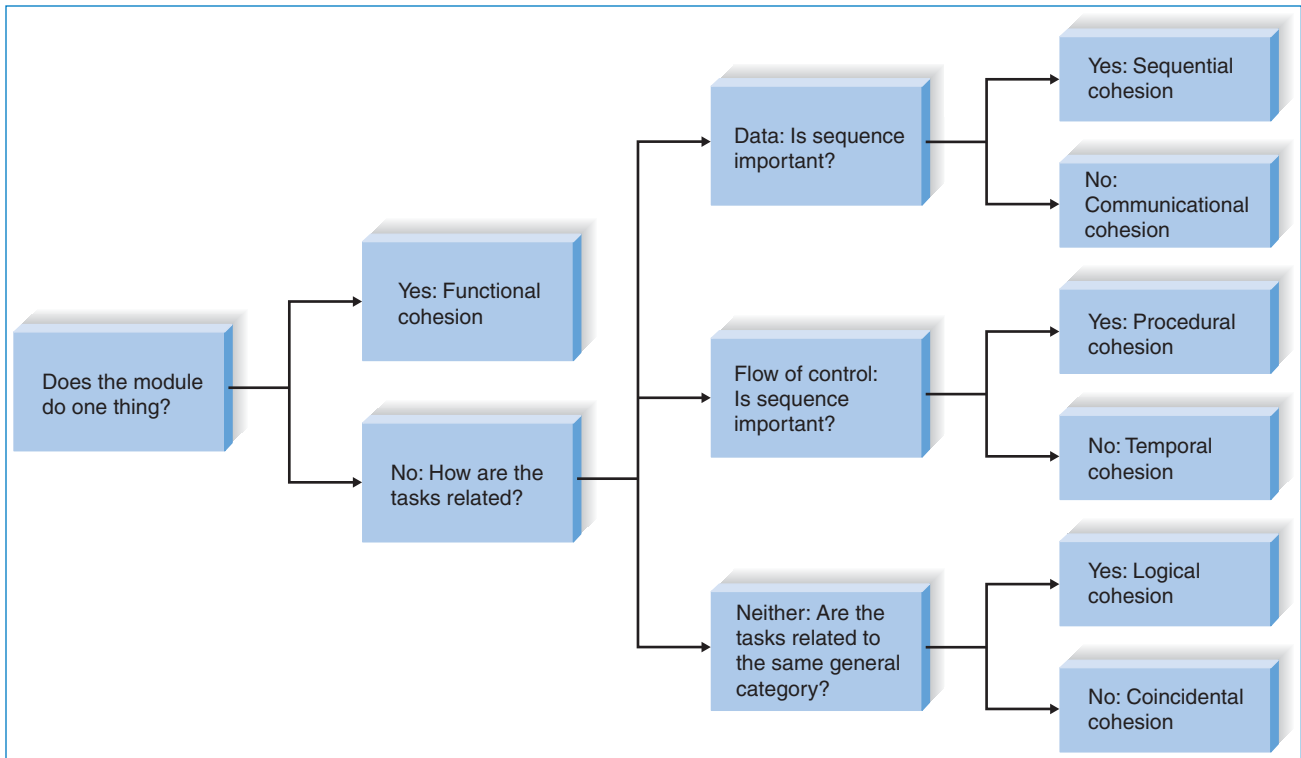 Does the module
do one thing?
Yes: Functional
cohesion
No: How are the
tasks related?
Data: Is sequence
important?
Flow of control:
Is sequence
important?
Neither: Are the
tasks related to
the same general
category?
Yes: Sequential
cohesion
No:
Communicational
cohesion
Yes: Procedural
cohesion
No: Temporal
cohesion
Yes: Logical
cohesion
No: Coincidental
cohesion